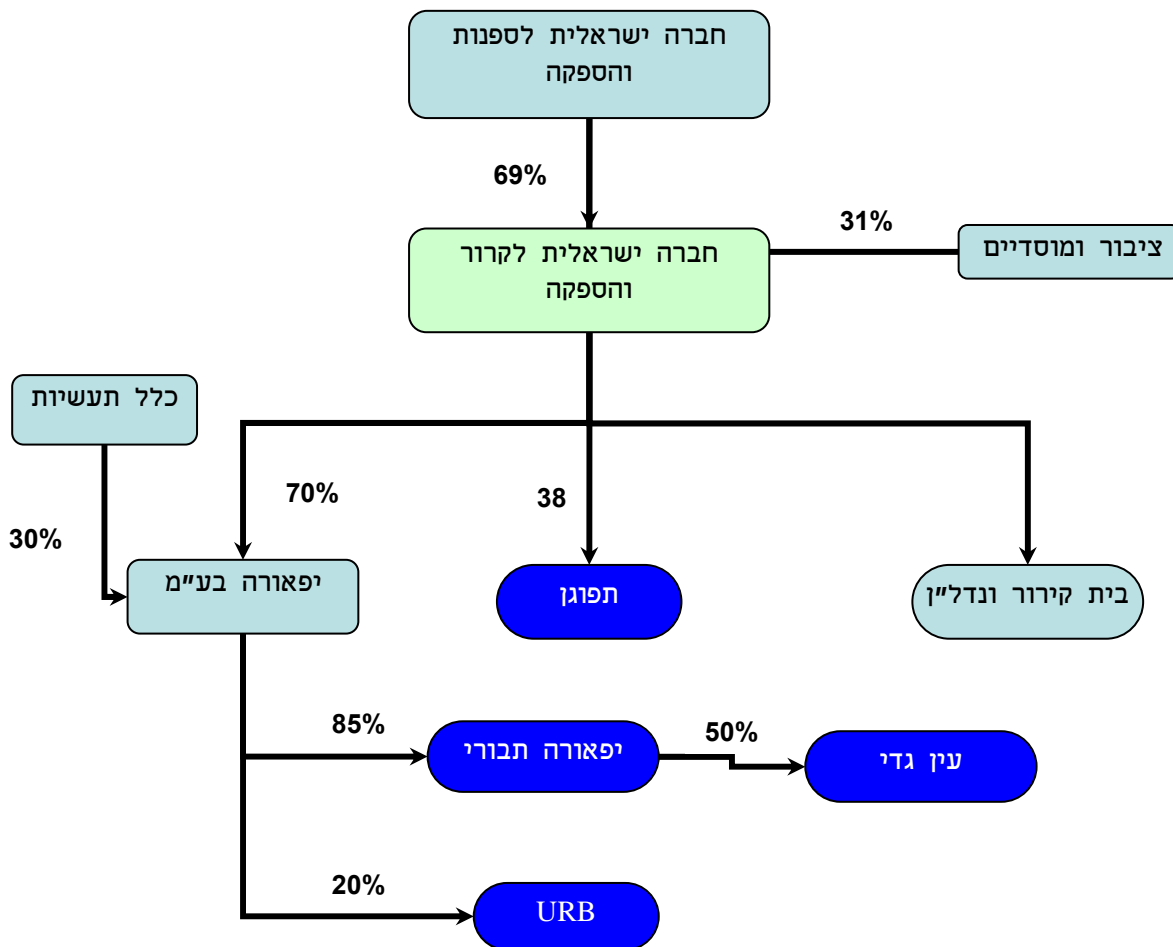 חברה ישראלית לספנות
והספקה
69%
31%
ציבור ומוסדיים
חברה ישראלית לקרור
והספקה
כלל תעשיות
70%
38
30%
בית קירור ונדל"ן
תפוגן
יפאורה בע"מ
85%
יפאורה תבורי
50%
עין גדי
20%
URB